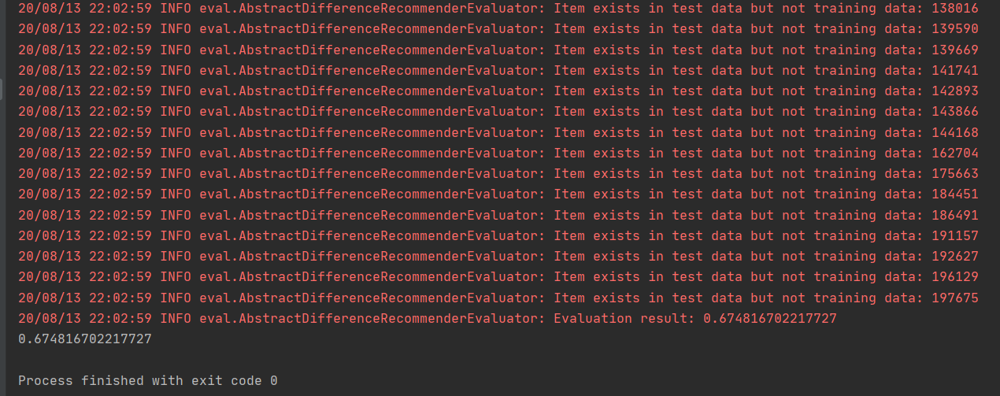 20/08/13 22:02:59 INFO eval.AbstractDifferenceRecommenderEvaluator: Item exists in test data but not training data: 138016
20/08/13 22:02:59 INFO eval.AbstractDifferenceRecommenderEvaluator: Item exists in test data but not training data: 139590
20/08/13 22:02:59 INFO eval.AbstractDifferenceRecommenderEvaluator: Item exists in test data but not training data: 139669
20/08/13 22:02:59 INFO eval.AbstractDifferenceRecommenderEvaluator: Item exists in test data but not training data: 141741
20/08/13 22:02:59 INFO eval.AbstractDifferenceRecommenderEvaluator: Item exists in test data but not training data: 142893
20/08/13 22:02:59 INFO eval.AbstractDifferenceRecommenderEvaluator: Item exists in test data but not training data: 143866
20/08/13 22:02:59 INFO eval.AbstractDifferenceRecommenderEvaluator: Item exists in test data but not training data: 144168
20/08/13 22:02:59 INFO eval.AbstractDifferenceRecommenderEvaluator: Item exists in test data but not training data: 162704
20/08/13 22:02:59 INFO eval.AbstractDifferenceRecommenderEvaluator: Item exists in test data but not training data: 175663
20/08/13 22:02:59 INFO eval.AbstractDifferenceRecommenderEvaluator: Item exists in test data but not training data: 184451
20/08/13 22:02:59 INFO eval.AbstractDifferenceRecommenderEvaluator: Item exists in test data but not training data: 186491
20/08/13 22:02:59 INFO eval.AbstractDifferenceRecommenderEvaluator: Item exists in test data but not training data: 191157
20/08/13 22:02:59 INFO eval.AbstractDifferenceRecommenderEvaluator: Item exists in test data but not training data: 192627
20/08/13 22:02:59 INFO eval.AbstractDifferenceRecommenderEvaluator: Item exists in test data but not training data: 196129
20/08/13 22:02:59 INFO eval.AbstractDifferenceRecommenderEvaluator: Item exists in test data but not training data: 197675
20/08/13 22:02:59 INFO eval.AbstractDifferenceRecommenderEvaluator: Evaluation result: 0.674816702217727
0.674816702217727
Process finished with exit code 0